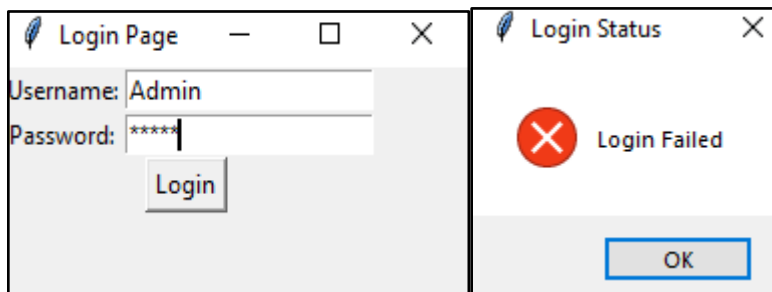 Login Page
Username: Admin
Password: *****
Login
Login Status
Login Failed
OK